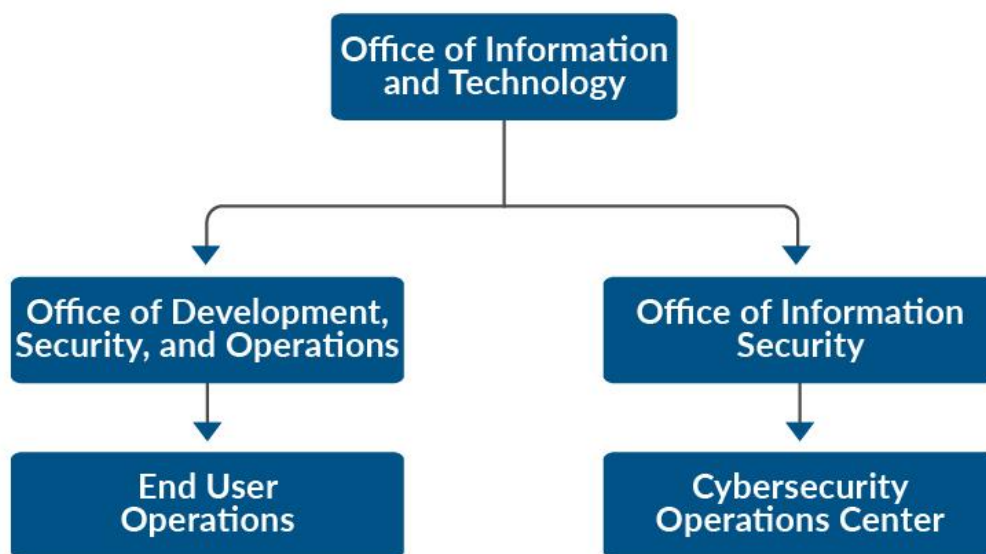 Office of Information
and Technology
Office of Development,
Security, and Operations
Office of Information
Security
End User
Operations
Cybersecurity
Operations Center